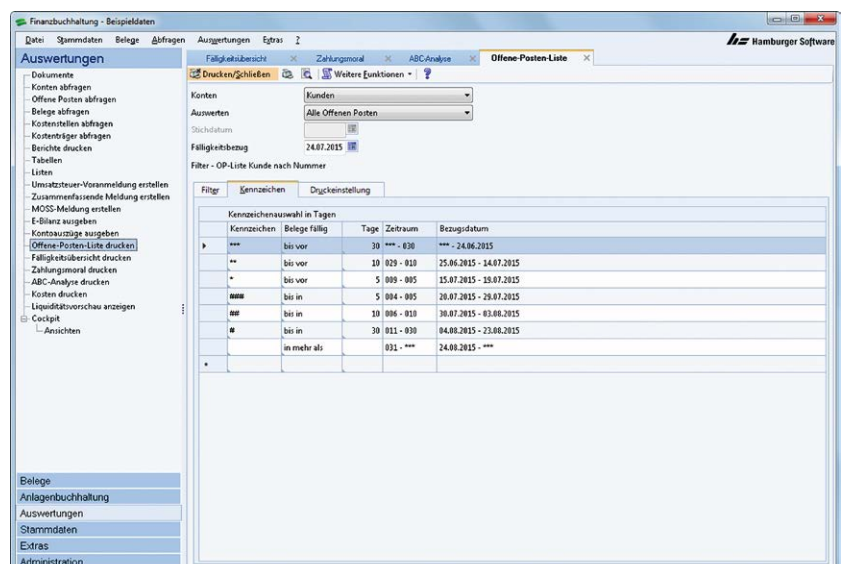 Finanzbuchhaltung - Beispieldaten
Datei Stammdaten Belege Abfragen Auswertungen Extras ?
Hamburger Software
Auswertungen
Dokumente
Konten abfragen
Offene Posten abfragen
Belege abfragen
Kostenstellen abfragen
Kostenträger abfragen
Berichte drucken
Tabellen
Listen
Umsatzsteuer-Voranmeldung erstellen
Zusammenfassende Meldung erstellen
MOSS-Meldung erstellen
E-Bilanz ausgeben
Kontoauszüge ausgeben
Offene-Posten-Liste drucken
Fälligkeitsübersicht drucken
Zahlungsmoral drucken
ABC-Analyse drucken
Kosten drucken
Liquiditätsvorschau anzeigen
Cockpit
Ansichten
Belege
Anlagenbuchhaltung
Auswertungen
Stammdaten
Extras
Administration
Fälligkeitsübersicht Zahlungsmoral ABC-Analyse Offene-Posten-Liste
Drucken/Schließen Weitere Funktionen ?
Konten Kunden
Auswerten Alle Offenen Posten
Stichdatum
Fälligkeitsbezug 24.07.2015
Filter - OP-Liste Kunde nach Nummer
Filter Kennzeichen Druckeinstellung
Kennzeichenauswahl in Tagen
Kennzeichen Belege fällig Tage Zeitraum Bezugsdatum
*** bis vor 30 *** - 030 *** - 24.06.2015
** bis vor 10 029 - 010 25.06.2015 - 14.07.2015
* bis vor 5 009 - 005 15.07.2015 - 19.07.2015
### bis in 5 004 - 005 20.07.2015 - 29.07.2015
## bis in 10 006 - 010 30.07.2015 - 03.08.2015
# bis in 30 011 - 030 04.08.2015 - 23.08.2015
in mehr als 031 - *** 24.08.2015 - ***
*